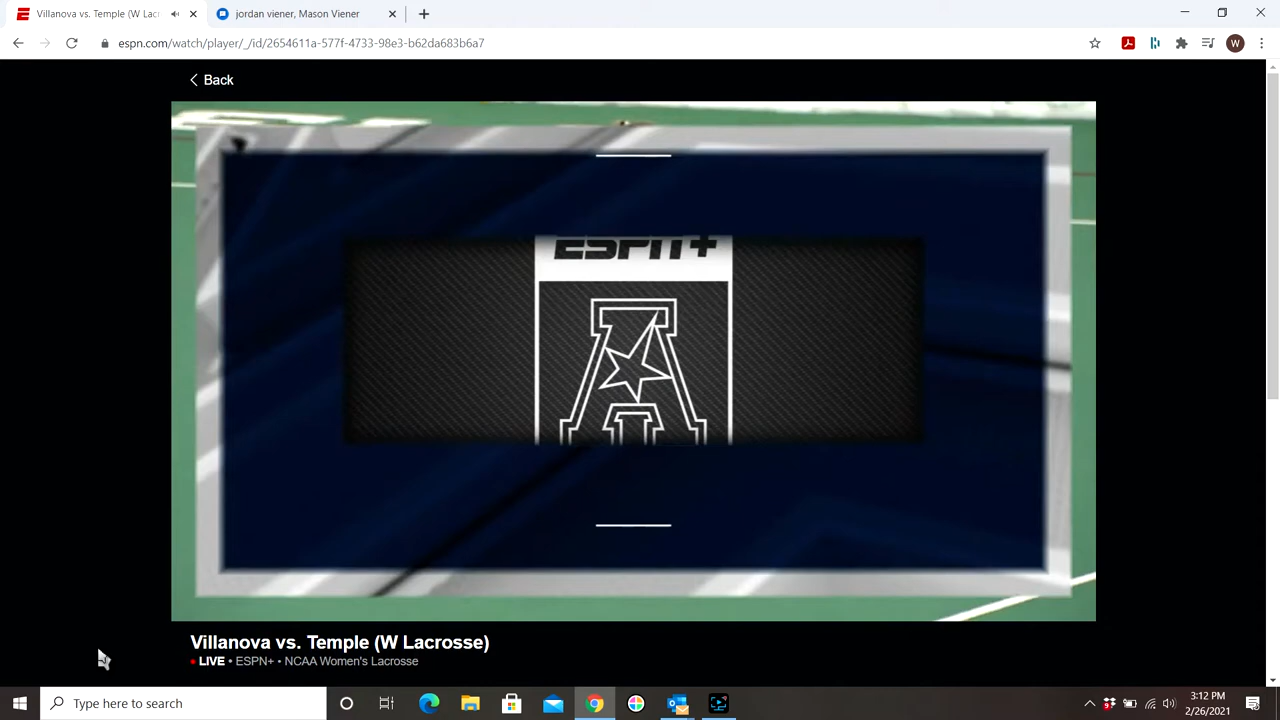 Villanova vs. Temple (W Lacr
jordan viener, Mason Viener
espn.com/watch/player/_/id/2654611a-577f-4733-98e3-b62da683b6a7
W
Back
ESPN+
A
Villanova vs. Temple (W Lacrosse)
LIVE • ESPN+ • NCAA Women's Lacrosse
Type here to search
3:12 PM
2/26/2021